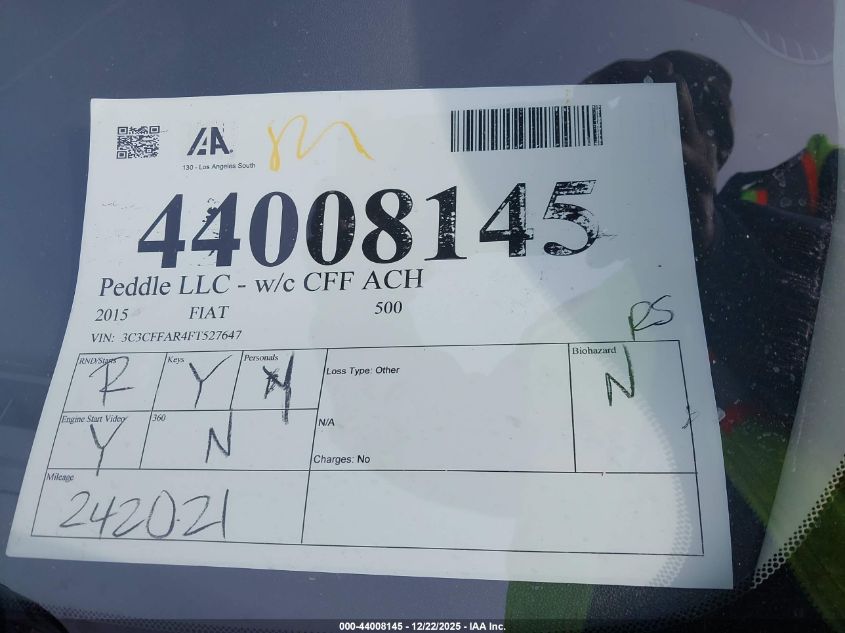 IAA.
130 - Los Angeles South
44008145
Peddle LLC - w/c CFF ACH
2015 FIAT 500
VIN: 3C3CFFAR4FT527647
RS
RND/Starts Keys Personals Loss Type: Other Biohazard
R Y N
Engine Start Video 360 N/A
Y N Charges: No
Mileage
242021
000-44008145 - 12/22/2025 - IAA Inc.